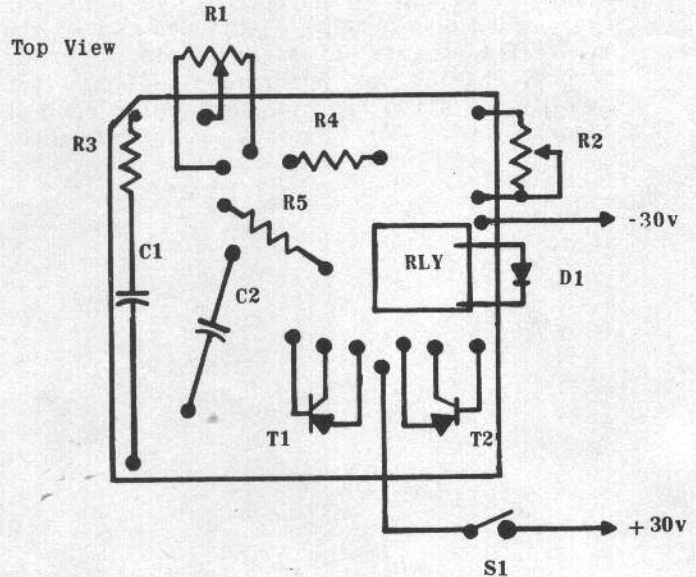 R1
Top View
R4
R3
R2
R5
-30v
C1
RLY
D1
C2
T1
T2
+30v
S1